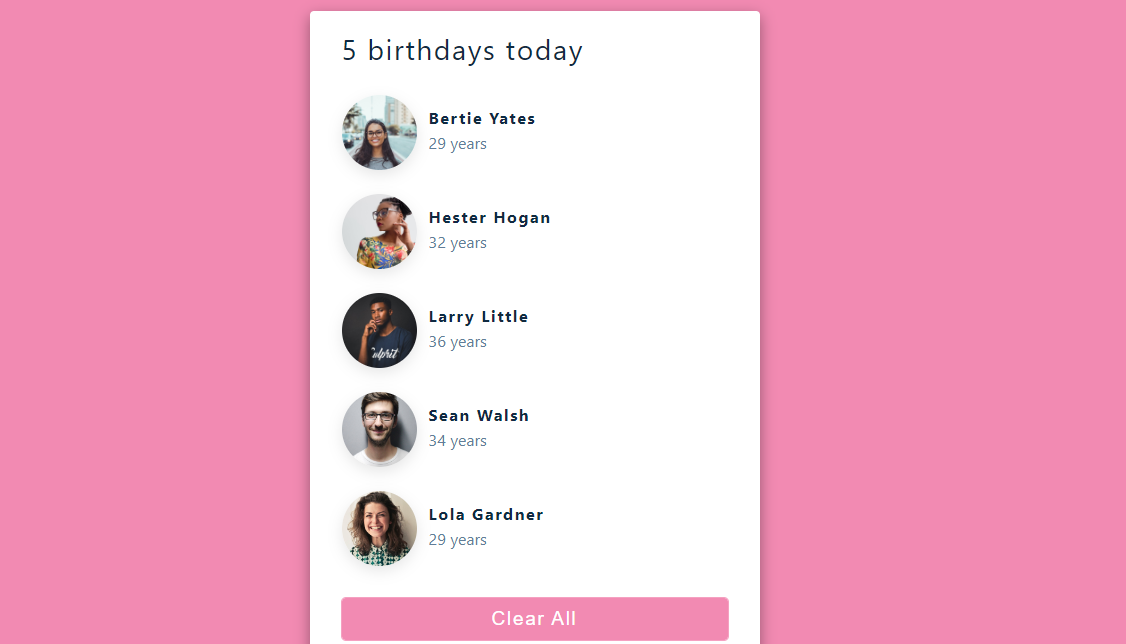 5 birthdays today
Bertie Yates
29 years
Hester Hogan
32 years
Larry Little
36 years
Sean Walsh
34 years
Lola Gardner
29 years
Clear All